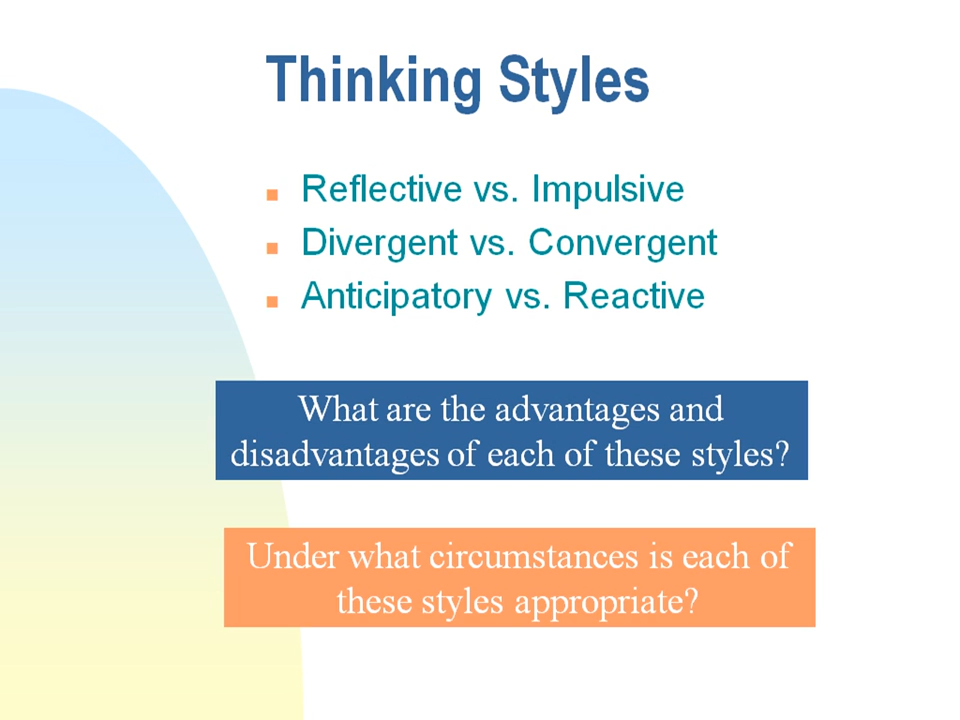 Thinking Styles
Reflective vs. Impulsive
Divergent vs. Convergent
Anticipatory vs. Reactive
What are the advantages and
disadvantages of each of these styles?
Under what circumstances is each of
these styles appropriate?